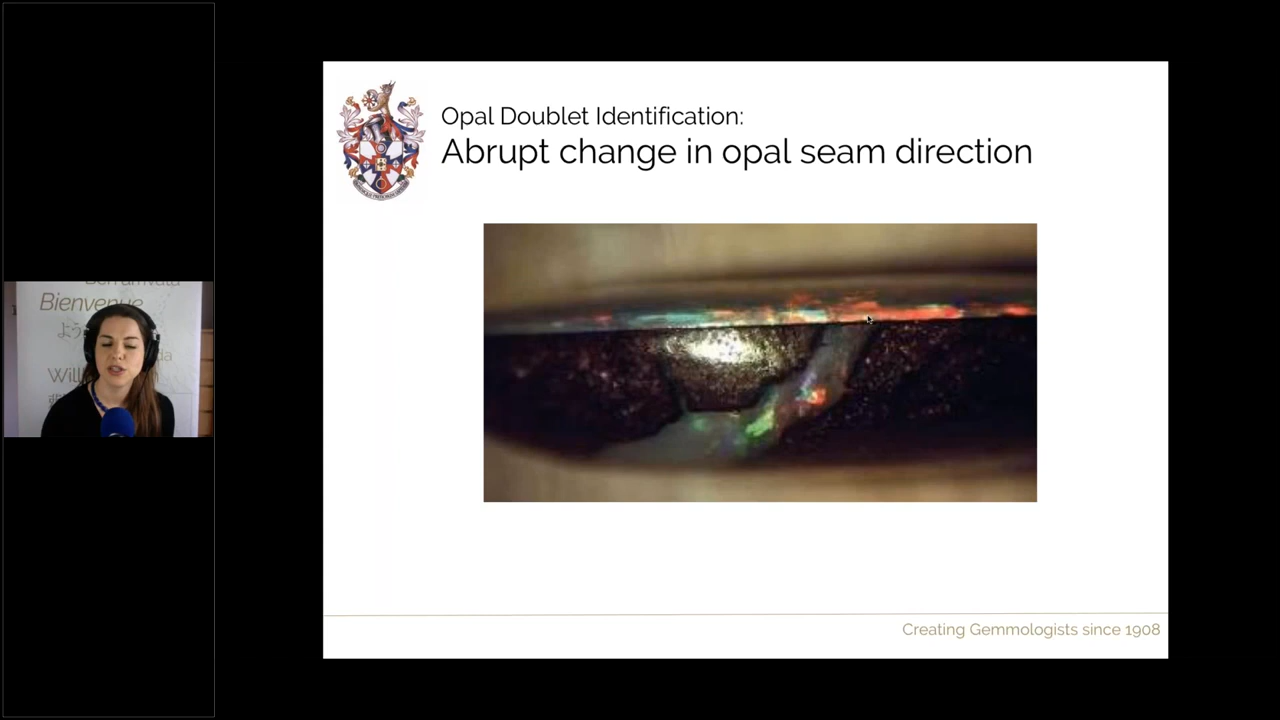 Opal Doublet Identification:
Abrupt change in opal seam direction
Bienvenue
Creating Gemmologists since 1908